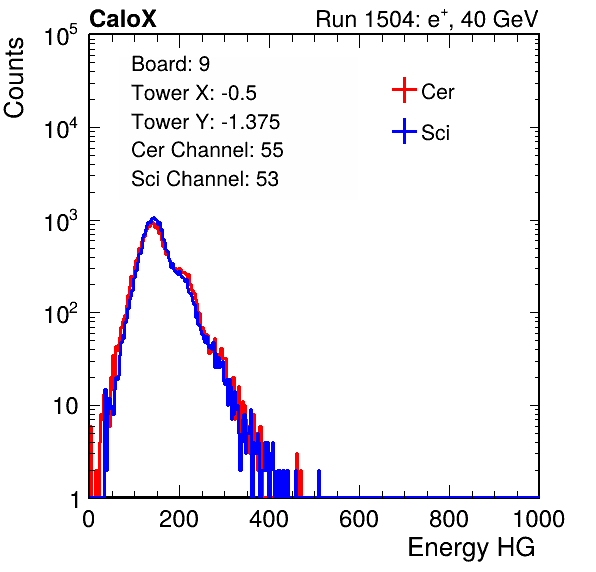 CaloX Run 1504: e⁺, 40 GeV
Counts
10⁵
10⁴
10³
10²
10
1
Board: 9
Tower X: -0.5
Tower Y: -1.375
Cer Channel: 55
Sci Channel: 53
Cer
Sci
0 200 400 600 800 1000
Energy HG